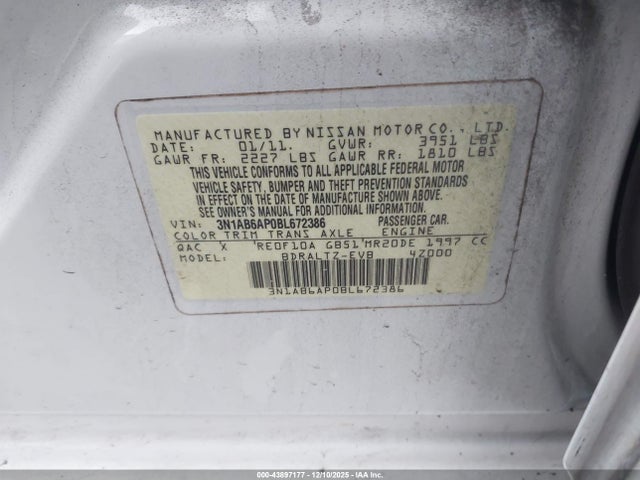 MANUFACTURED BY NISSAN MOTOR CO., LTD.
DATE: 01/11. GVWR: 3951 LBS
GAWR FR: 2227 LBS GAWR RR: 1810 LBS
THIS VEHICLE CONFORMS TO ALL APPLICABLE FEDERAL MOTOR
VEHICLE SAFETY, BUMPER AND THEFT PREVENTION STANDARDS
IN EFFECT ON THE DATE OF MANUFACTURE SHOWN ABOVE.
SEE OWNER'S MANUAL FOR ADDITIONAL INFORMATION.
VIN: 3N1AB6AP0BL672386 PASSENGER CAR.
COLOR TRIM TRANS AXLE ENGINE
QAC X RE0F10A GB51 MR20DE 1997 CC
BDRALTZ-EVB 4Z000
3N1AB6AP0BL672386
000-43897177 - 12/10/2025 - IAA Inc.